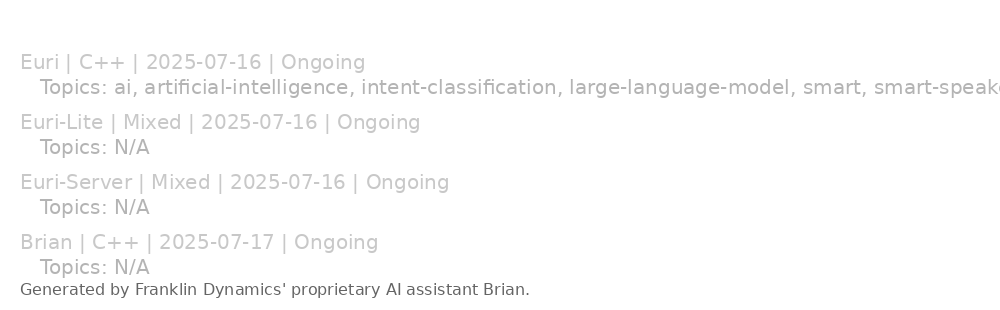 Euri | C++ | 2025-07-16 | Ongoing
Topics: ai, artificial-intelligence, intent-classification, large-language-model, smart, smart-speak
Euri-Lite | Mixed | 2025-07-16 | Ongoing
Topics: N/A
Euri-Server | Mixed | 2025-07-16 | Ongoing
Topics: N/A
Brian | C++ | 2025-07-17 | Ongoing
Topics: N/A
Generated by Franklin Dynamics' proprietary AI assistant Brian.